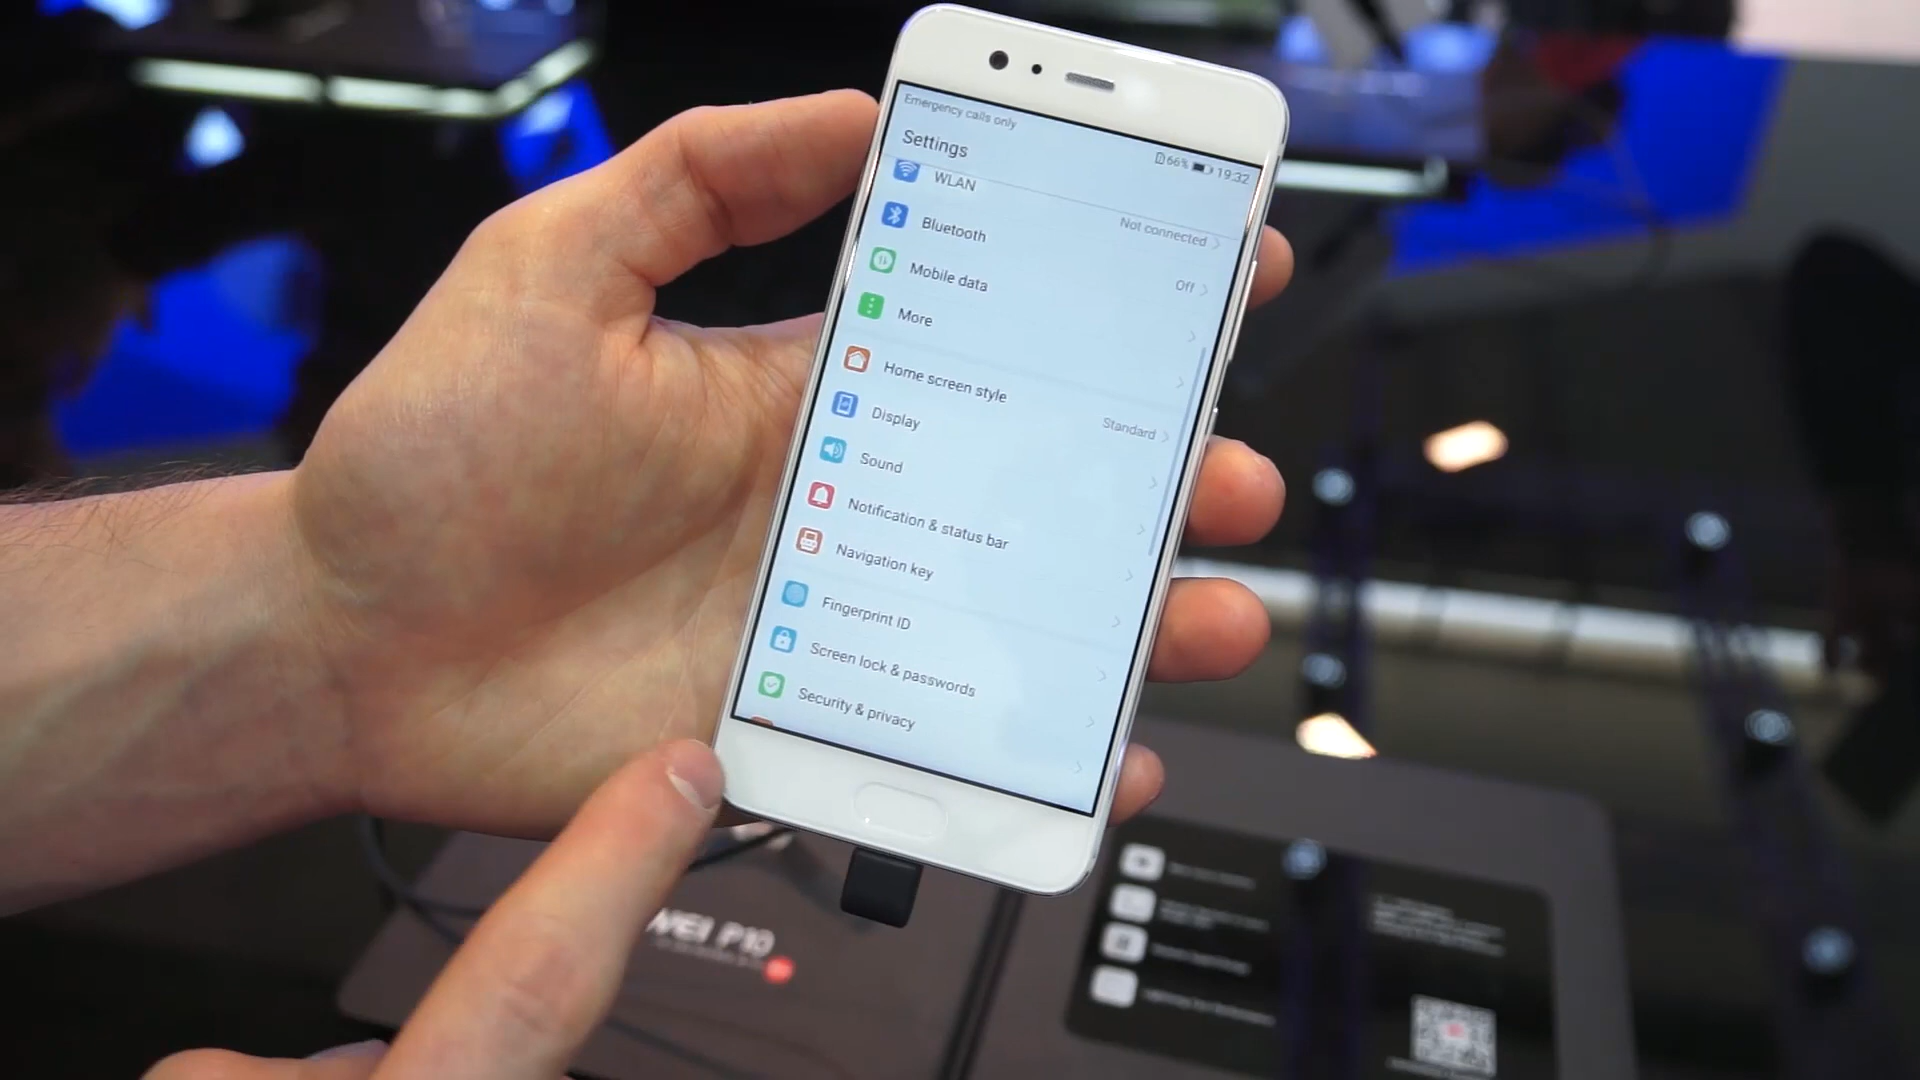 Emergency calls only
66% 19:32
Settings
WLAN
Not connected
Bluetooth
Off
Mobile data
More
Home screen style
Standard
Display
Sound
Notification & status bar
Navigation key
Fingerprint ID
Screen lock & passwords
Security & privacy
WEI P10